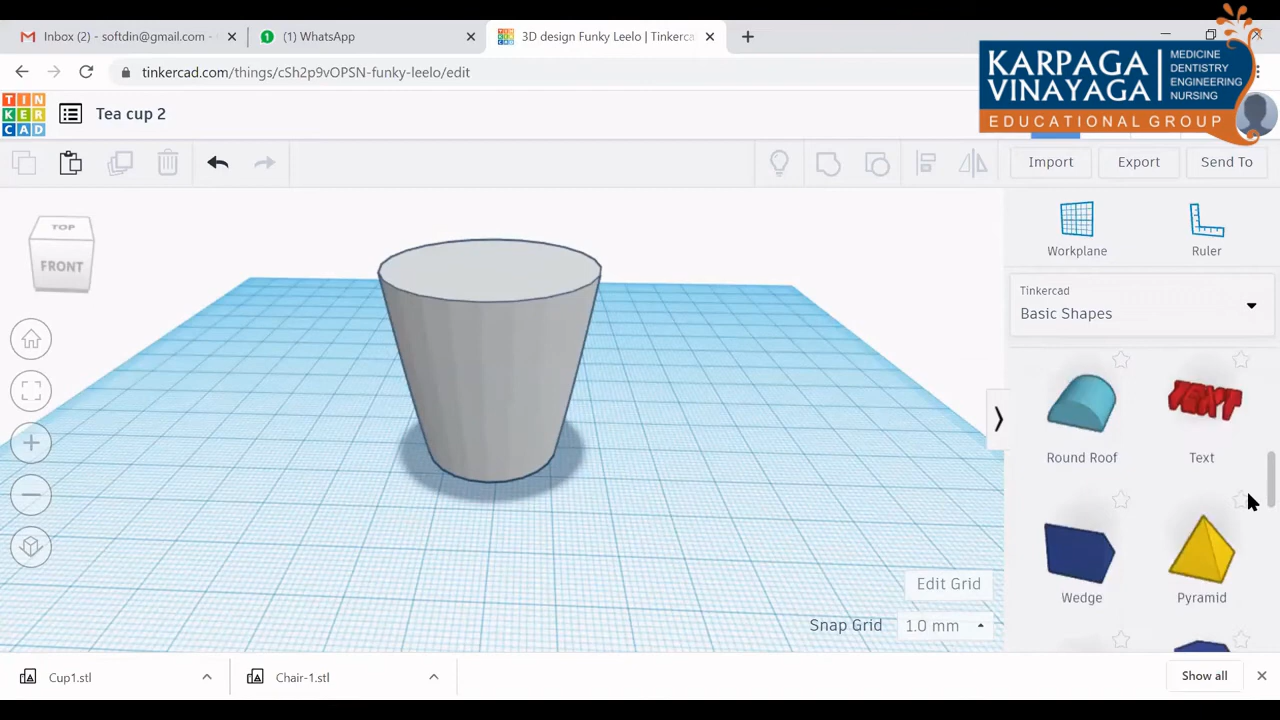 Inbox (2) - softdin@gmail.com -
(1) WhatsApp
3D design Funky Leelo | Tinkerca
tinkercad.com/things/cSh2p9vOPSN-funky-leelo/edit
KARPAGA
VINAYAGA
MEDICINE
DENTISTRY
ENGINEERING
NURSING
EDUCATIONAL GROUP
TIN
KER
CAD
Tea cup 2
Import
Export
Send To
TOP
FRONT
Workplane
Ruler
Tinkercad
Basic Shapes
TEXT
Round Roof
Text
Wedge
Pyramid
Edit Grid
Snap Grid
1.0 mm
Cup1.stl
Chair-1.stl
Show all